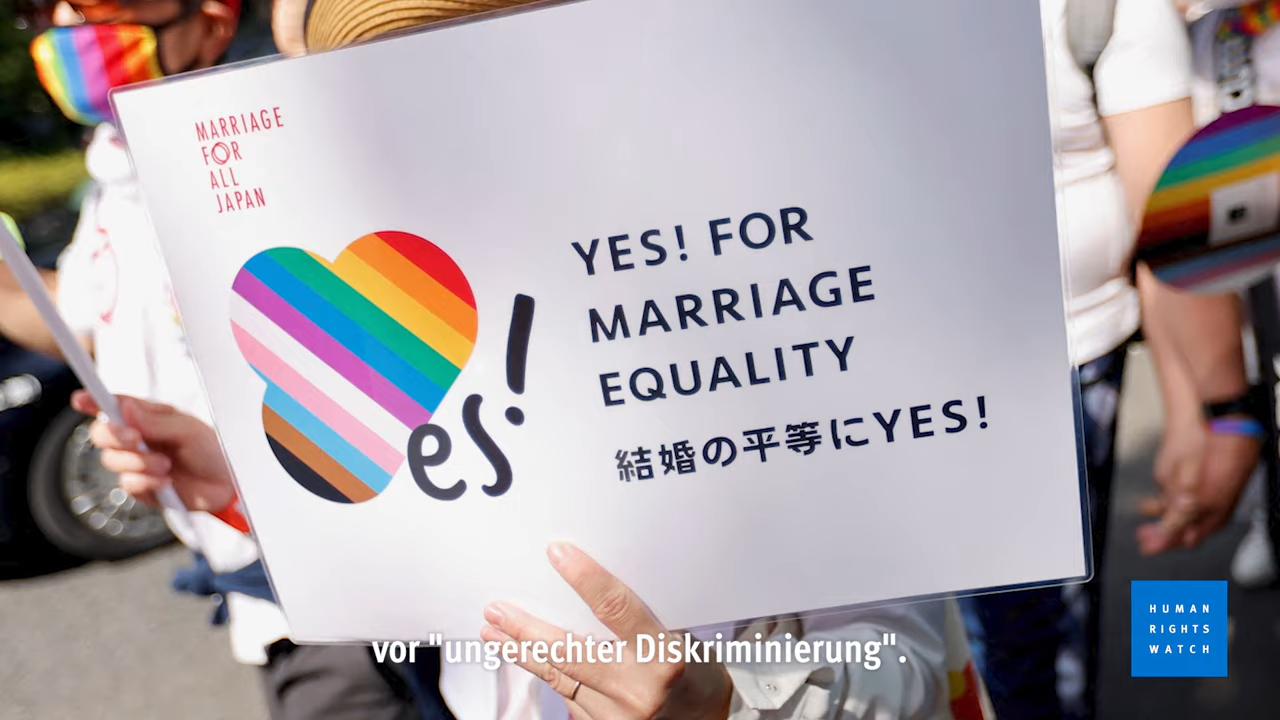 MARRIAGE
FOR
ALL
JAPAN
es!
YES! FOR
MARRIAGE
EQUALITY
結婚の平等にYES!
vor "ungerechter Diskriminierung".
HUMAN
RIGHTS
WATCH